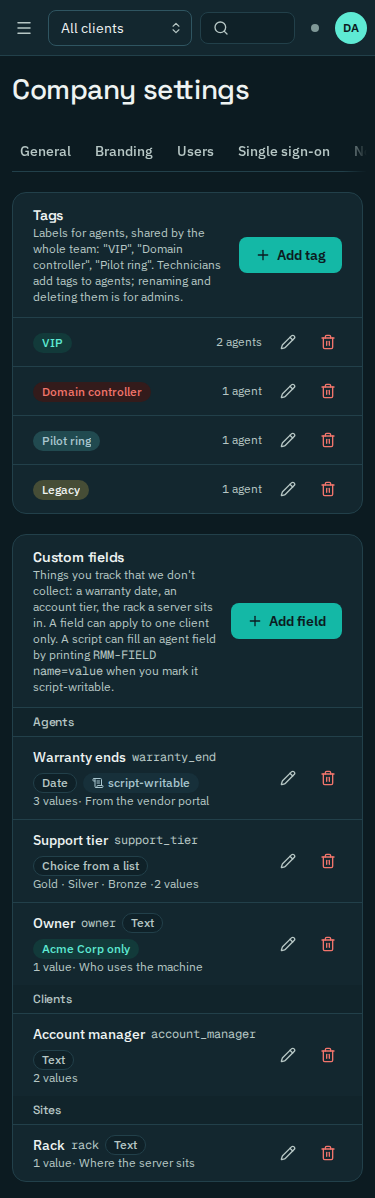 All clients
DA
Company settings
General Branding Users Single sign-on
Tags
Labels for agents, shared by the
whole team: "VIP", "Domain
controller", "Pilot ring". Technicians
add tags to agents; renaming and
deleting them is for admins.
Add tag
VIP 2 agents
Domain controller 1 agent
Pilot ring 1 agent
Legacy 1 agent
Custom fields
Things you track that we don't
collect: a warranty date, an
account tier, the rack a server sits
in. A field can apply to one client
only. A script can fill an agent field
by printing RMM-FIELD
name=value when you mark it
script-writable.
Add field
Agents
Warranty ends warranty_end
Date script-writable
3 values· From the vendor portal
Support tier support_tier
Choice from a list
Gold · Silver · Bronze ·2 values
Owner owner Text
Acme Corp only
1 value· Who uses the machine
Clients
Account manager account_manager
Text
2 values
Sites
Rack rack Text
1 value· Where the server sits